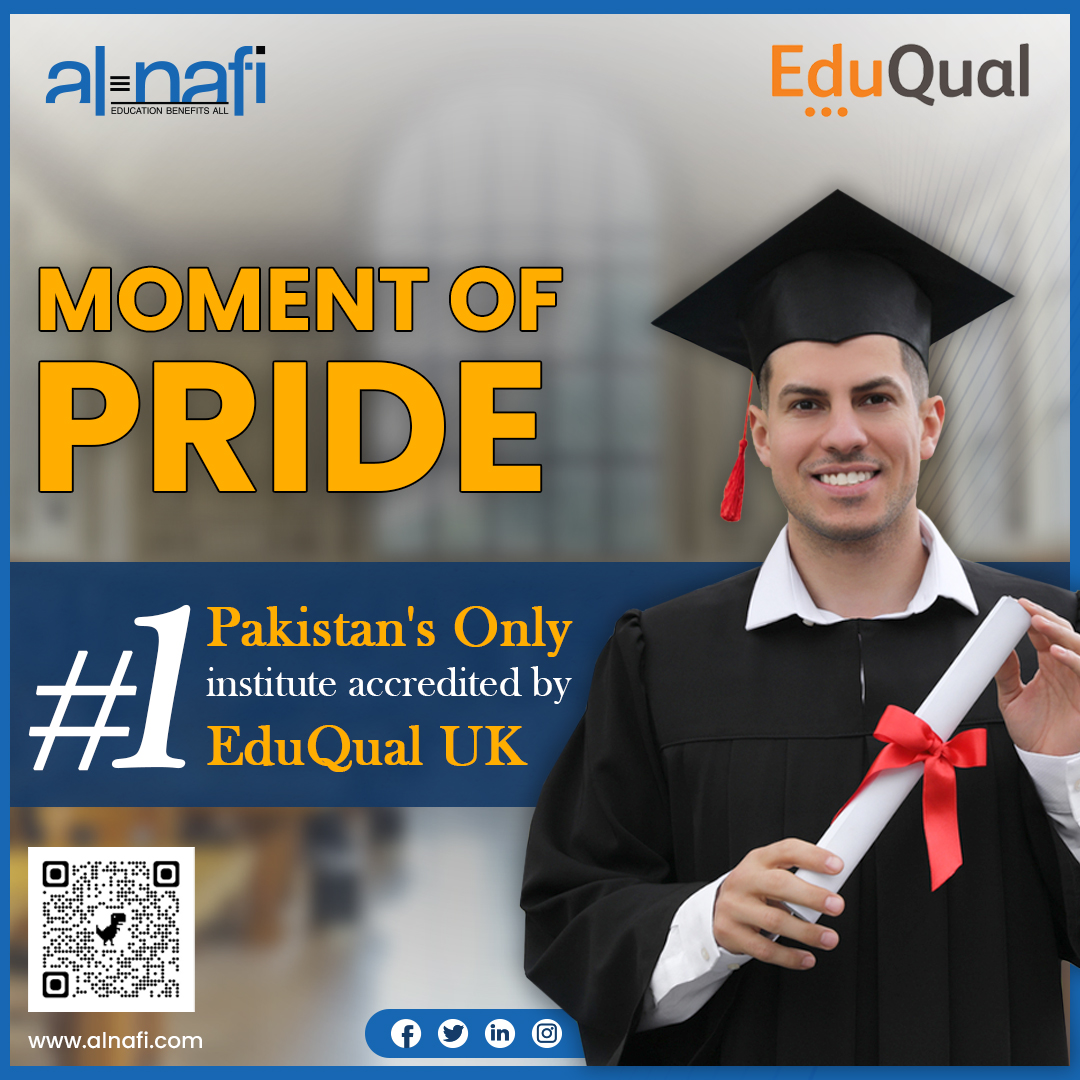 al-nafi
EDUCATION BENEFITS ALL
EduQual
MOMENT OF
PRIDE
#1
Pakistan's Only
institute accredited by
EduQual UK
www.alnafi.com